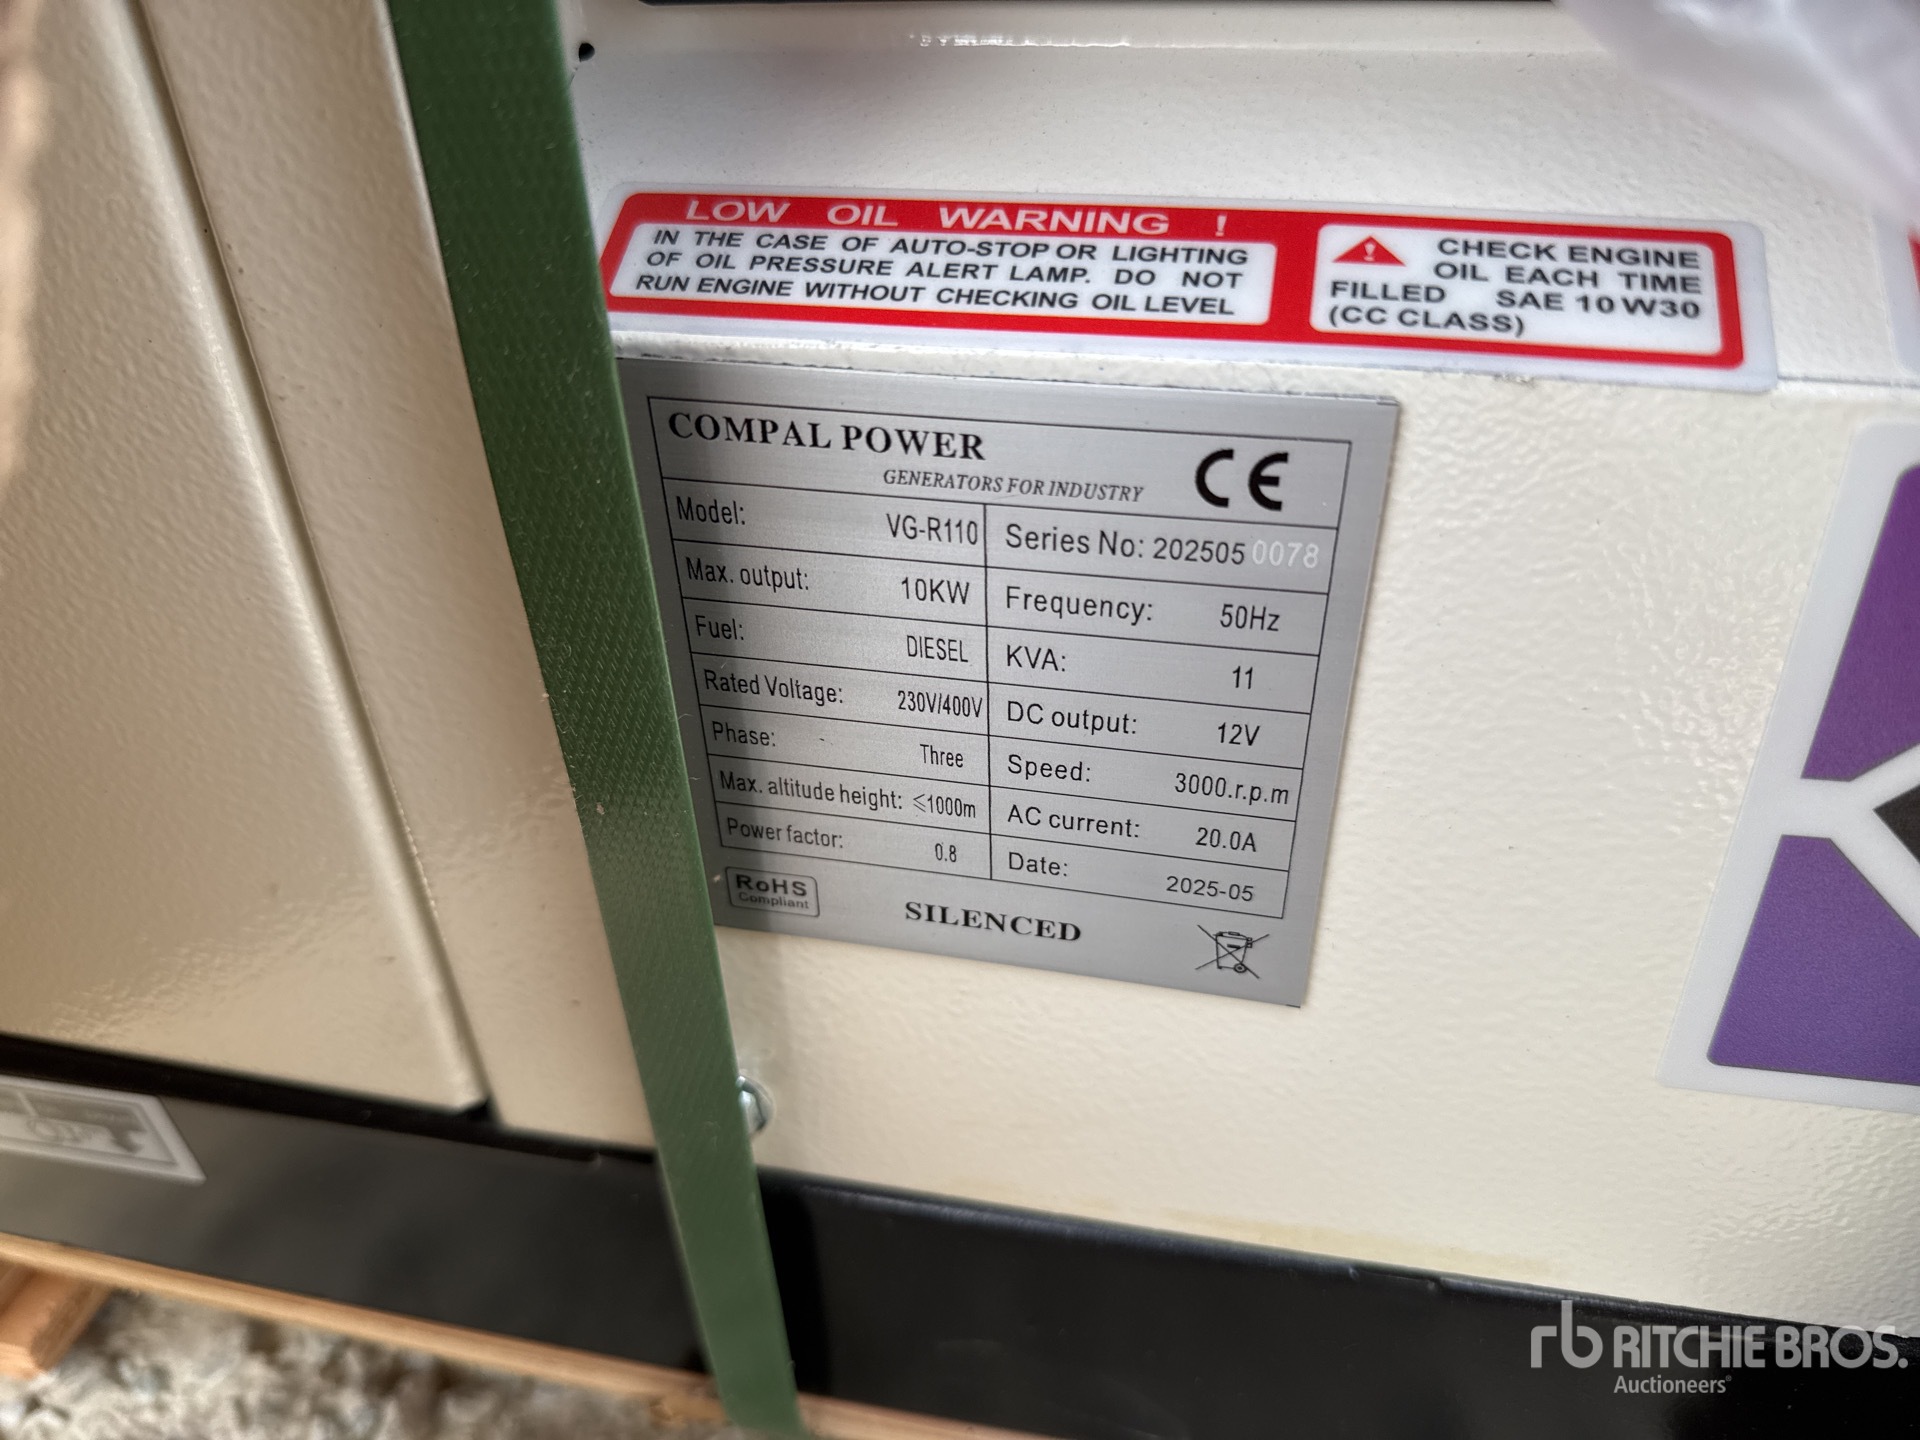 LOW OIL WARNING !
IN THE CASE OF AUTO-STOP OR LIGHTING
OF OIL PRESSURE ALERT LAMP. DO NOT
RUN ENGINE WITHOUT CHECKING OIL LEVEL
CHECK ENGINE
OIL EACH TIME
FILLED SAE 10W30
(CC CLASS)
COMPAL POWER
GENERATORS FOR INDUSTRY
CE
Model: VG-R110
Series No: 202505 0078
Max. output: 10KW
Frequency: 50Hz
Fuel: DIESEL
KVA: 11
Rated Voltage: 230V/400V
DC output: 12V
Phase: Three
Speed: 3000.r.p.m
Max. altitude height: ≤1000m
AC current: 20.0A
Power factor: 0.8
Date: 2025-05
RoHS
Compliant
SILENCED
rb RITCHIE BROS.
Auctioneers